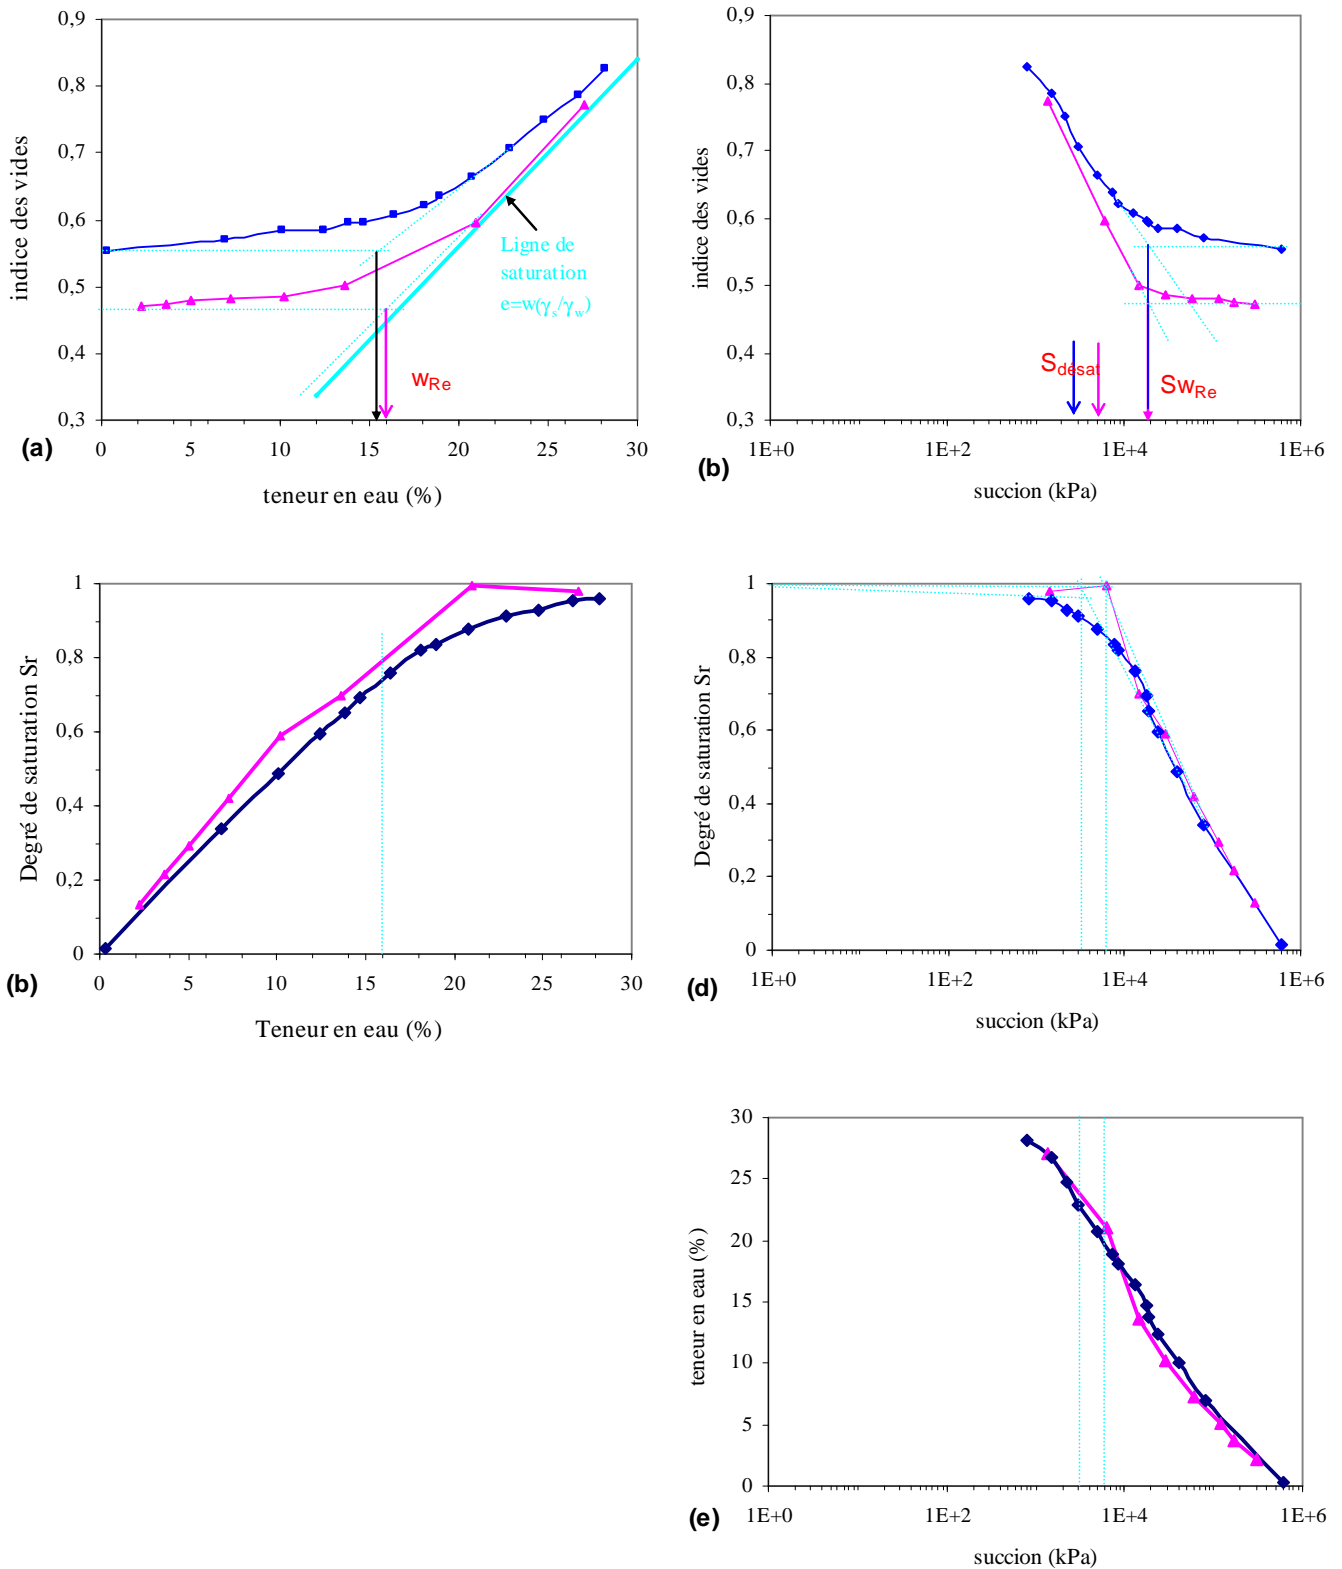 0,9
0,8
0,7
0,6
0,5
0,4
0,3
indice des vides
Ligne de
saturation
e=w(γs/γw)
wRe
0 5 10 15 20 25 30
(a)
teneur en eau (%)
0,9
0,8
0,7
0,6
0,5
0,4
0,3
indice des vides
Sdésat
SwRe
1E+0 1E+2 1E+4 1E+6
(b)
succion (kPa)
1
0,8
0,6
0,4
0,2
0
Degré de saturation Sr
0 5 10 15 20 25 30
(b)
Teneur en eau (%)
1
0,8
0,6
0,4
0,2
0
Degré de saturation Sr
1E+0 1E+2 1E+4 1E+6
(d)
succion (kPa)
30
25
20
15
10
5
0
teneur en eau (%)
1E+0 1E+2 1E+4 1E+6
(e)
succion (kPa)